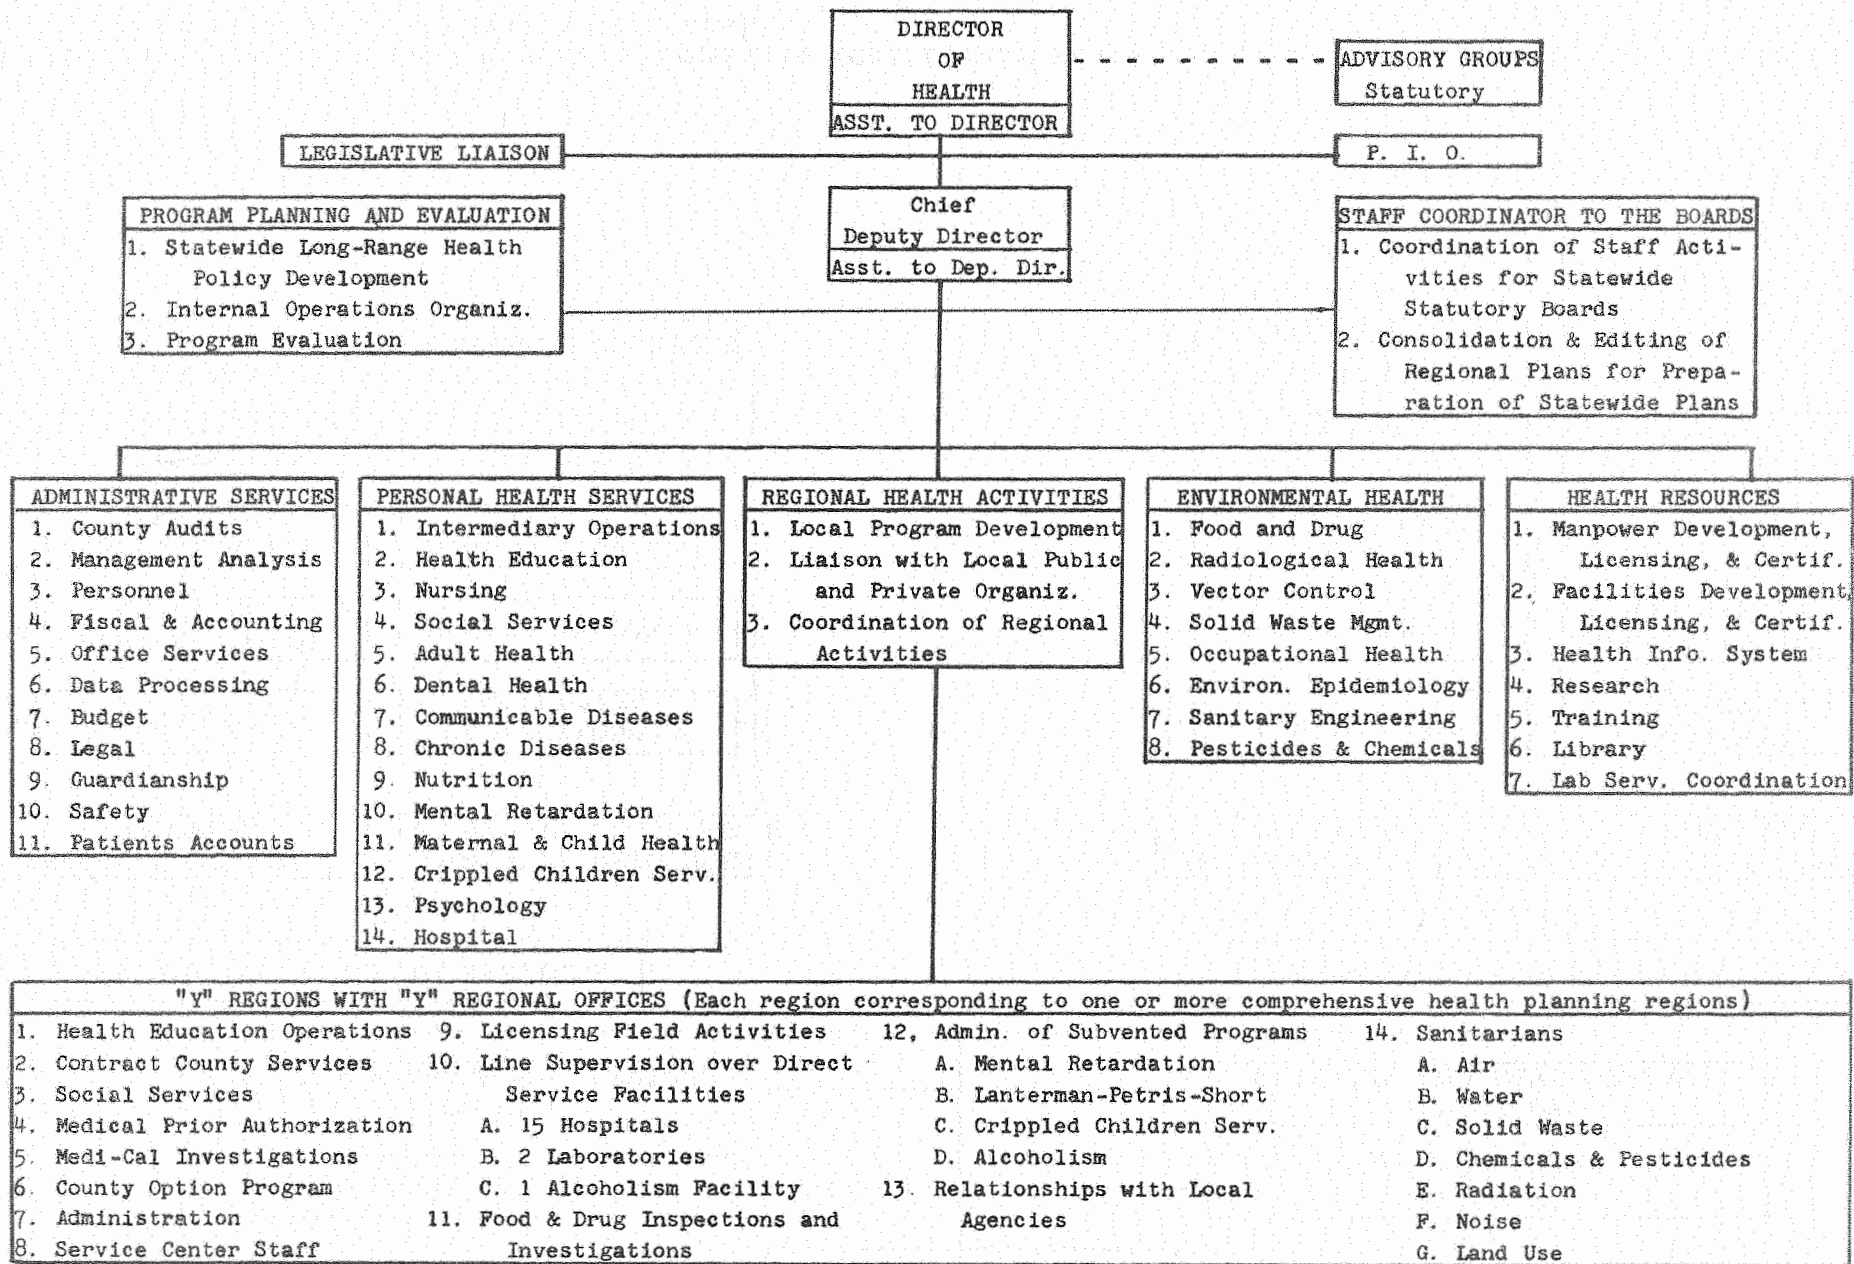 DIRECTOR
OF
HEALTH
ASST. TO DIRECTOR
ADVISORY GROUPS
Statutory
LEGISLATIVE LIAISON
P. I. O.
Chief
Deputy Director
Asst. to Dep. Dir.
PROGRAM PLANNING AND EVALUATION
1. Statewide Long-Range Health
Policy Development
2. Internal Operations Organiz.
3. Program Evaluation
STAFF COORDINATOR TO THE BOARDS
1. Coordination of Staff Acti-
vities for Statewide
Statutory Boards
2. Consolidation & Editing of
Regional Plans for Prepa-
ration of Statewide Plans
ADMINISTRATIVE SERVICES
1. County Audits
2. Management Analysis
3. Personnel
4. Fiscal & Accounting
5. Office Services
6. Data Processing
7. Budget
8. Legal
9. Guardianship
10. Safety
11. Patients Accounts
PERSONAL HEALTH SERVICES
1. Intermediary Operations
2. Health Education
3. Nursing
4. Social Services
5. Adult Health
6. Dental Health
7. Communicable Diseases
8. Chronic Diseases
9. Nutrition
10. Mental Retardation
11. Maternal & Child Health
12. Crippled Children Serv.
13. Psychology
14. Hospital
REGIONAL HEALTH ACTIVITIES
1. Local Program Development
2. Liaison with Local Public
and Private Organiz.
3. Coordination of Regional
Activities
ENVIRONMENTAL HEALTH
1. Food and Drug
2. Radiological Health
3. Vector Control
4. Solid Waste Mgmt.
5. Occupational Health
6. Environ. Epidemiology
7. Sanitary Engineering
8. Pesticides & Chemicals
HEALTH RESOURCES
1. Manpower Development,
Licensing, & Certif.
2. Facilities Development,
Licensing, & Certif.
3. Health Info. System
4. Research
5. Training
6. Library
7. Lab Serv. Coordination
"Y" REGIONS WITH "Y" REGIONAL OFFICES (Each region corresponding to one or more comprehensive health planning regions)
1. Health Education Operations
2. Contract County Services
3. Social Services
4. Medical Prior Authorization
5. Medi-Cal Investigations
6. County Option Program
7. Administration
8. Service Center Staff
9. Licensing Field Activities
10. Line Supervision over Direct
Service Facilities
A. 15 Hospitals
B. 2 Laboratories
C. 1 Alcoholism Facility
11. Food & Drug Inspections and
Investigations
12, Admin. of Subvented Programs
A. Mental Retardation
B. Lanterman-Petris-Short
C. Crippled Children Serv.
D. Alcoholism
13. Relationships with Local
Agencies
14. Sanitarians
A. Air
B. Water
C. Solid Waste
D. Chemicals & Pesticides
E. Radiation
F. Noise
G. Land Use